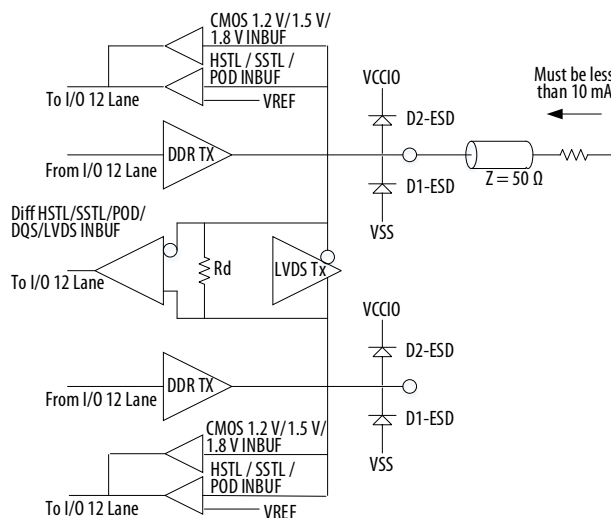 CMOS 1.2 V/1.5 V/
1.8 V INBUF
HSTL / SSTL /
POD INBUF
To I/O 12 Lane
VREF
VCCIO
Must be less
than 10 mA
D2-ESD
DDR TX
From I/O 12 Lane
Z = 50 Ω
D1-ESD
VSS
Diff HSTL/SSTL/POD/
DQS/LVDS INBUF
Rd
LVDS Tx
To I/O 12 Lane
VCCIO
D2-ESD
DDR TX
From I/O 12 Lane
D1-ESD
CMOS 1.2 V/1.5 V/
1.8 V INBUF
VSS
HSTL / SSTL /
POD INBUF
To I/O 12 Lane
VREF